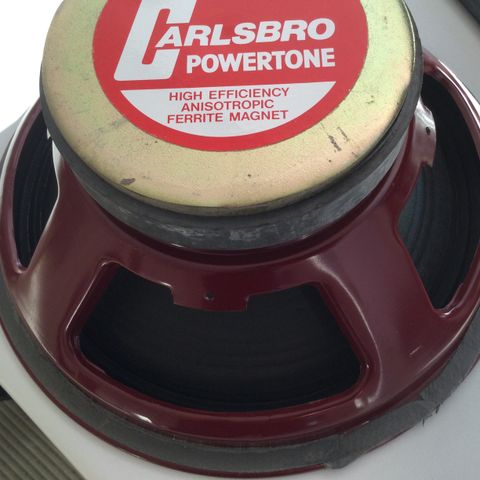 CARLSBRO
POWERTONE
HIGH EFFICIENCY
ANISOTROPIC
FERRITE MAGNET